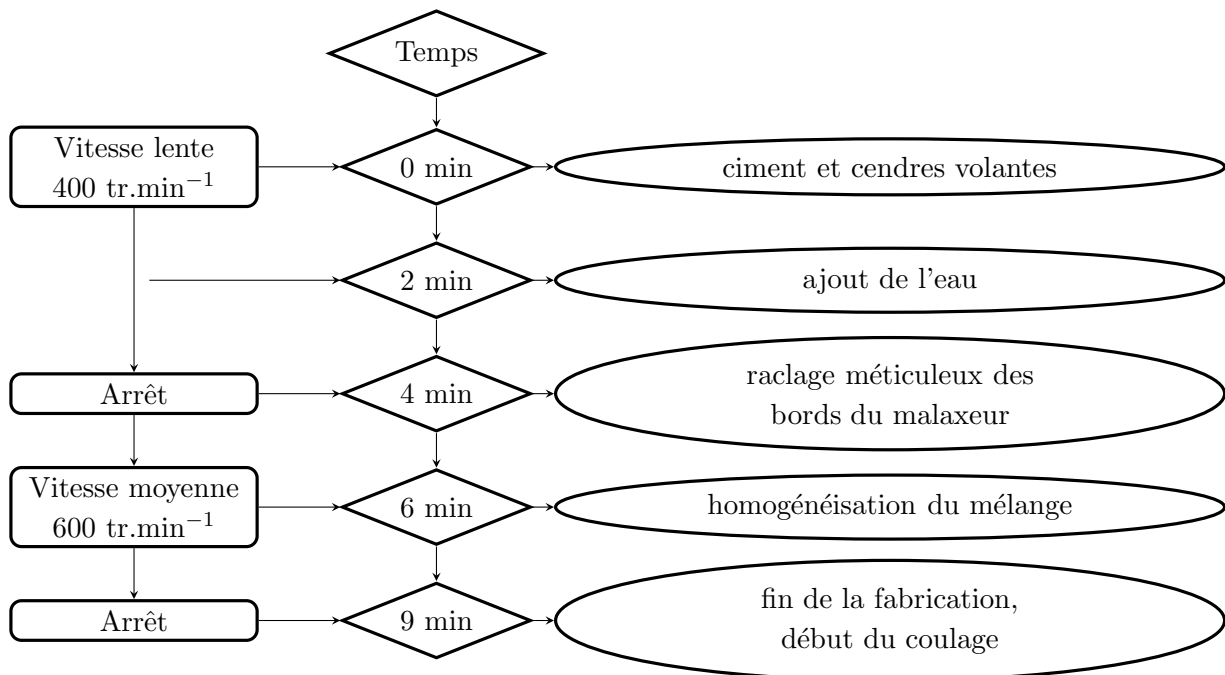 Temps
Vitesse lente
400 tr.min⁻¹
0 min
ciment et cendres volantes
2 min
ajout de l'eau
Arrêt
4 min
raclage méticuleux des
bords du malaxeur
Vitesse moyenne
600 tr.min⁻¹
6 min
homogénéisation du mélange
Arrêt
9 min
fin de la fabrication,
début du coulage